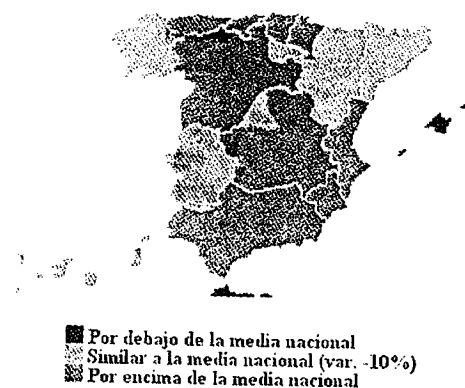 Por debajo de la media nacional
Similar a la media nacional (var. -10%)
Por encima de la media nacional